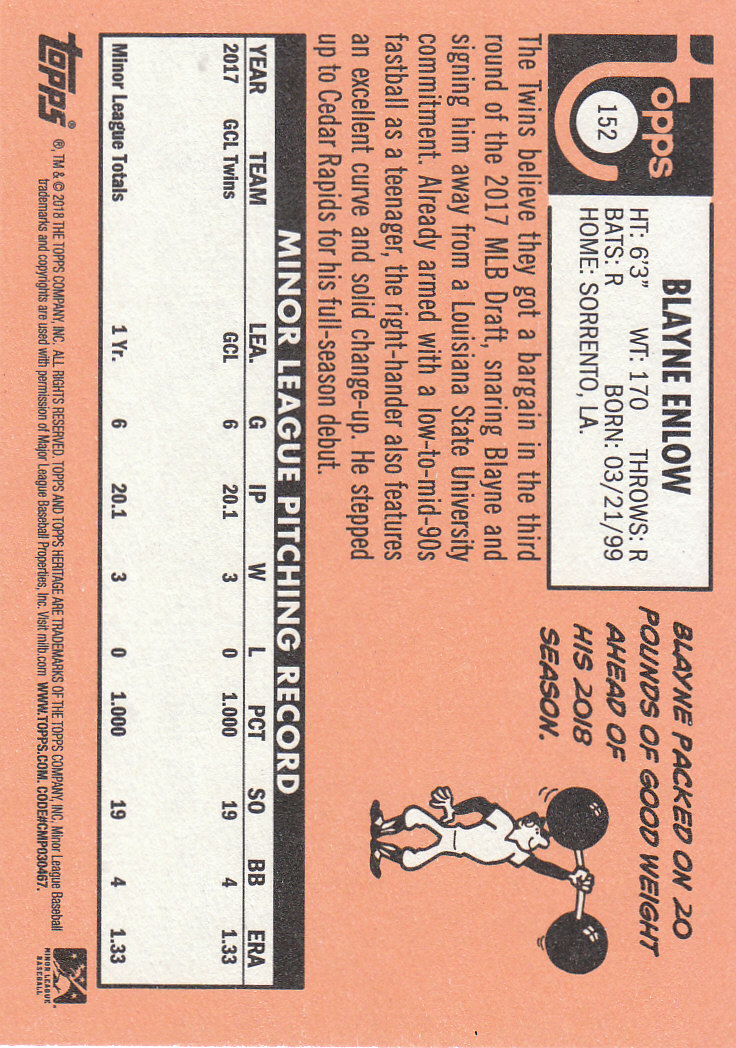 topps
152
BLAYNE ENLOW
HT: 6'3" WT: 170 THROWS: R
BATS: R BORN: 03/21/99
HOME: SORRENTO, LA.
The Twins believe they got a bargain in the third
round of the 2017 MLB Draft, snaring Blayne and
signing him away from a Louisiana State University
commitment. Already armed with a low-to-mid-90s
fastball as a teenager, the right-hander also features
an excellent curve and solid change-up. He stepped
up to Cedar Rapids for his full-season debut.
BLAYNE PACKED ON 20
POUNDS OF GOOD WEIGHT
AHEAD OF
HIS 2018
SEASON.
MINOR LEAGUE PITCHING RECORD
YEAR TEAM LEA. G IP W L PCT SO BB ERA
2017 GCL Twins GCL 6 20.1 3 0 1.000 19 4 1.33
Minor League Totals 1 Yr. 6 20.1 3 0 1.000 19 4 1.33
topps®
®, TM & © 2018 THE TOPPS COMPANY, INC. ALL RIGHTS RESERVED. TOPPS AND TOPPS HERITAGE ARE TRADEMARKS OF THE TOPPS COMPANY, INC. Minor League Baseball
trademarks and copyrights are used with permission of Major League Baseball Properties, Inc. Visit milb.com WWW.TOPPS.COM. CODE#CMP030467.
MINOR LEAGUE
BASEBALL